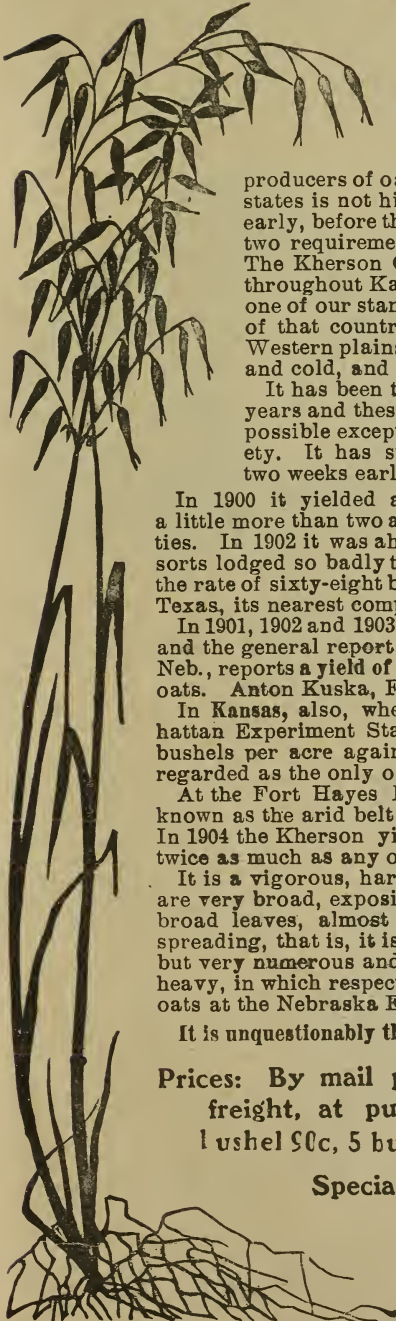 producers of oa
states is not hi
early, before th
two requireme
The Kherson
throughout Ka
one of our stan
of that countr
Western plains
and cold, and
It has been t
years and thes
possible excep
ety. It has s
two weeks earl
In 1900 it yielded a
a little more than two a
ties. In 1902 it was ah
sorts lodged so badly t
the rate of sixty-eight b
Texas, its nearest comp
In 1901, 1902 and 1903
and the general report
Neb., reports a yield of
oats. Anton Kuska, F
In Kansas, also, whe
hattan Experiment Sta
bushels per acre again
regarded as the only o
At the Fort Hayes
known as the arid belt
In 1904 the Kherson yi
twice as much as any o
It is a vigorous, har
are very broad, exposi
broad leaves, almost
spreading, that is, it is
but very numerous and
heavy, in which respec
oats at the Nebraska E
It is unquestionably th
Prices: By mail p
freight, at pu
ushel 90c, 5 bu
Specia